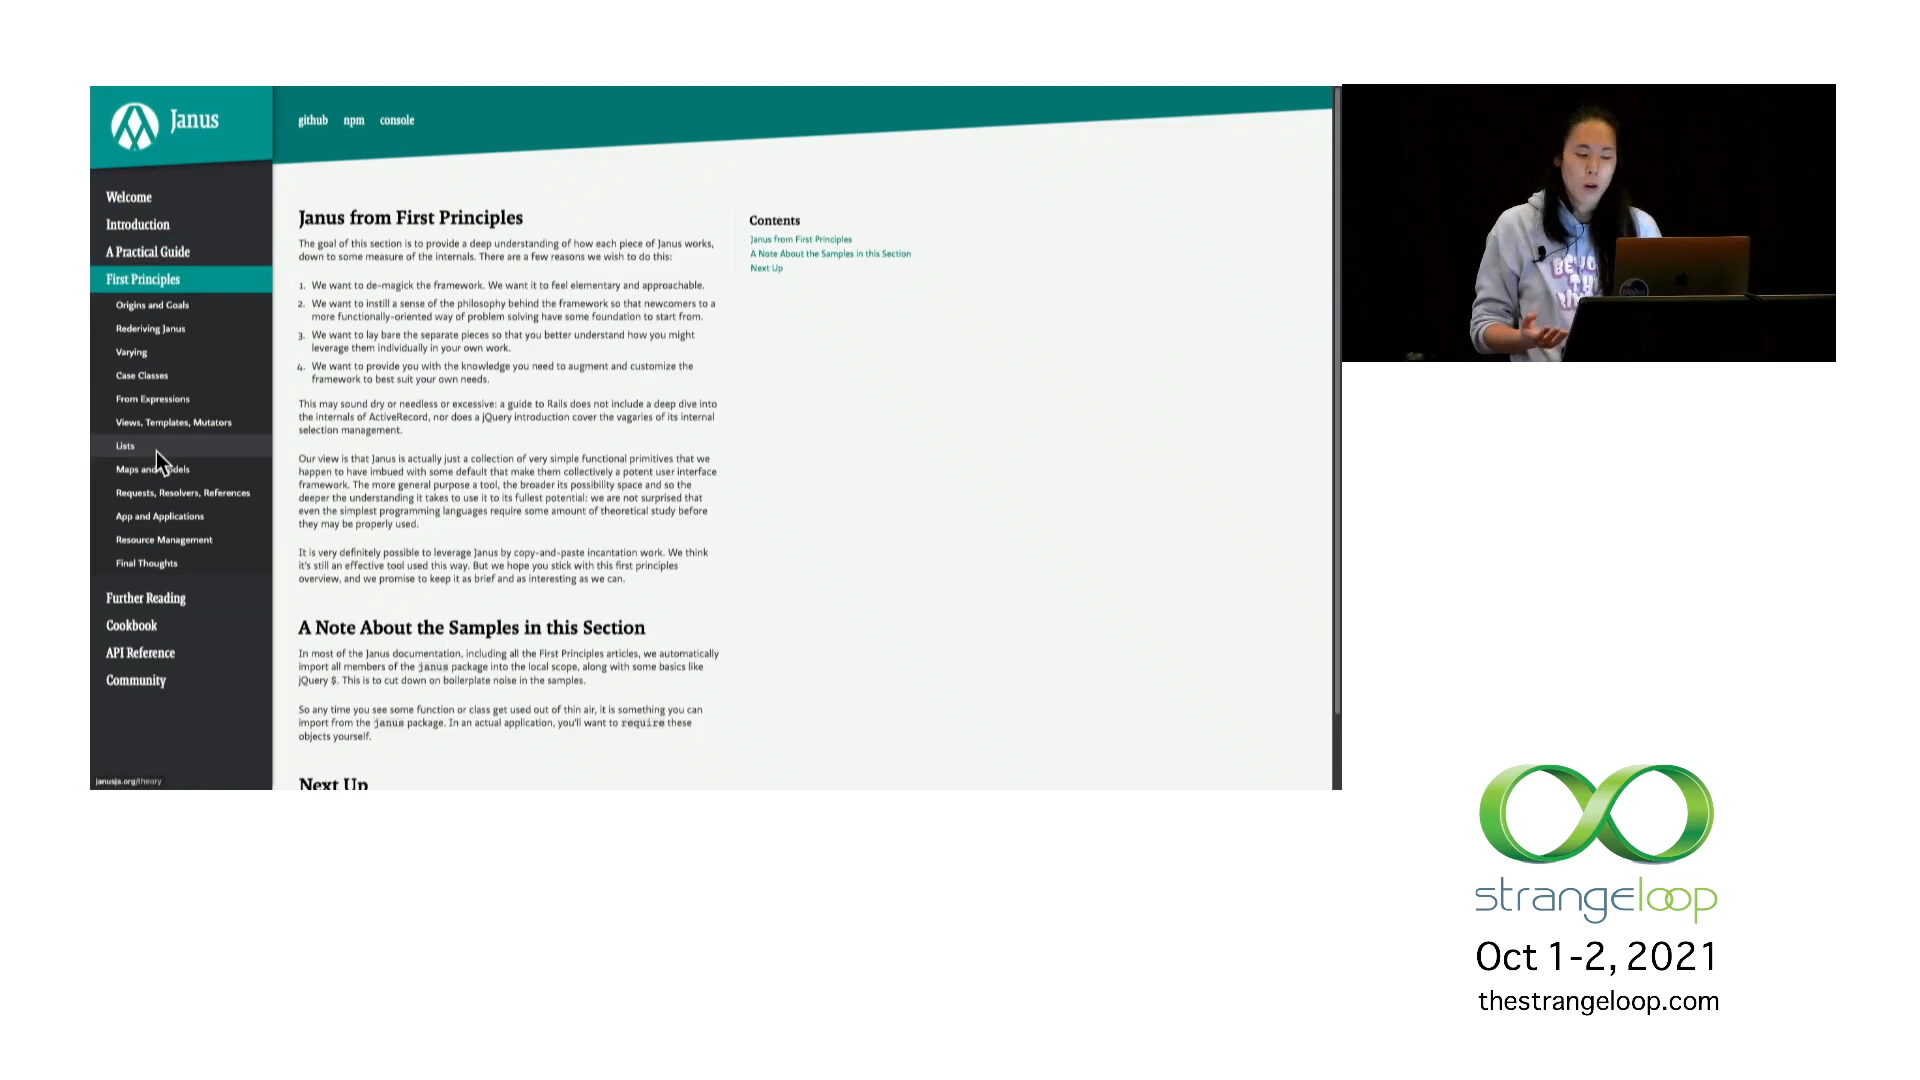 Janus
github npm console
Welcome
Introduction
A Practical Guide
First Principles
Origins and Goals
Rederiving Janus
Varying
Case Classes
From Expressions
Views, Templates, Mutators
Lists
Maps and
Requests, Resolvers, References
App and Applications
Resource Management
Final Thoughts
Further Reading
Cookbook
API Reference
Community
janusjs.org/theory
Janus from First Principles
The goal of this section is to provide a deep understanding of how each piece of Janus works,
down to some measure of the internals. There are a few reasons we wish to do this:
1. We want to de-magick the framework. We want it to feel elementary and approachable.
2. We want to instill a sense of the philosophy behind the framework so that newcomers to a
more functionally-oriented way of problem solving have some foundation to start from.
3. We want to lay bare the separate pieces so that you better understand how you might
leverage them individually in your own work.
4. We want to provide you with the knowledge you need to augment and customize the
framework to best suit your own needs.
This may sound dry or needless or excessive: a guide to Rails does not include a deep dive into
the internals of ActiveRecord, nor does a jQuery introduction cover the vagaries of its internal
selection management.
Our view is that Janus is actually just a collection of very simple functional primitives that we
happen to have imbued with some default that make them collectively a potent user interface
framework. The more general purpose a tool, the broader its possibility space and so the
deeper the understanding it takes to use it to its fullest potential: we are not surprised that
even the simplest programming languages require some amount of theoretical study before
they may be properly used.
It is very definitely possible to leverage Janus by copy-and-paste incantation work. We think
it's still an effective tool used this way. But we hope you stick with this first principles
overview, and we promise to keep it as brief and as interesting as we can.
A Note About the Samples in this Section
In most of the Janus documentation, including all the First Principles articles, we automatically
import all members of the janus package into the local scope, along with some basics like
jQuery $. This is to cut down on boilerplate noise in the samples.
So any time you see some function or class get used out of thin air, it is something you can
import from the janus package. In an actual application, you'll want to require these
objects yourself.
Next Up
Contents
Janus from First Principles
A Note About the Samples in this Section
Next Up
strangeloop
Oct 1-2, 2021
thestrangeloop.com